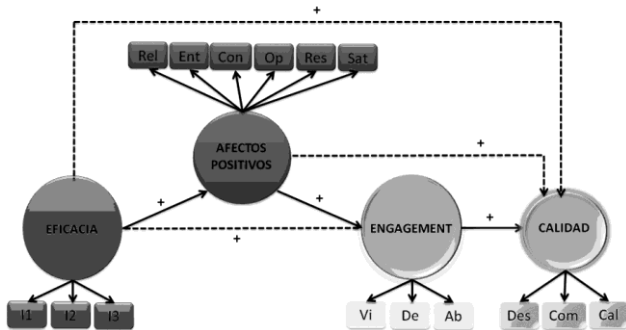 +
Rel Ent Con Op Res Sat
AFECTOS
POSITIVOS
+
+
+
EFICACIA
+
ENGAGEMENT
+
CALIDAD
I1 I2 I3
Vi De Ab
Des Com Cal